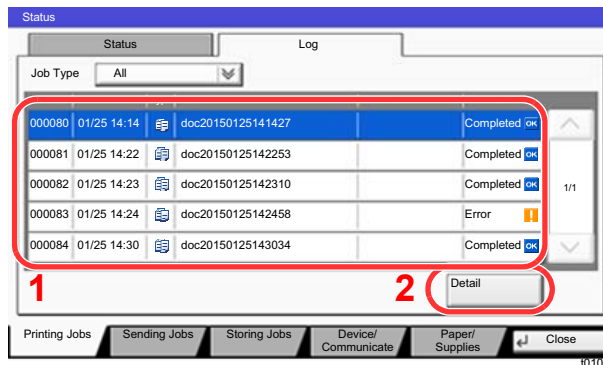 Status
Status Log
Job Type All
000080 01/25 14:14 doc20150125141427 Completed OK
000081 01/25 14:22 doc20150125142253 Completed OK
000082 01/25 14:23 doc20150125142310 Completed OK
1/1
000083 01/25 14:24 doc20150125142458 Error !
000084 01/25 14:30 doc20150125143034 Completed OK
1 2 Detail
Printing Jobs Sending Jobs Storing Jobs Device/ Communicate Paper/ Supplies Close
f010